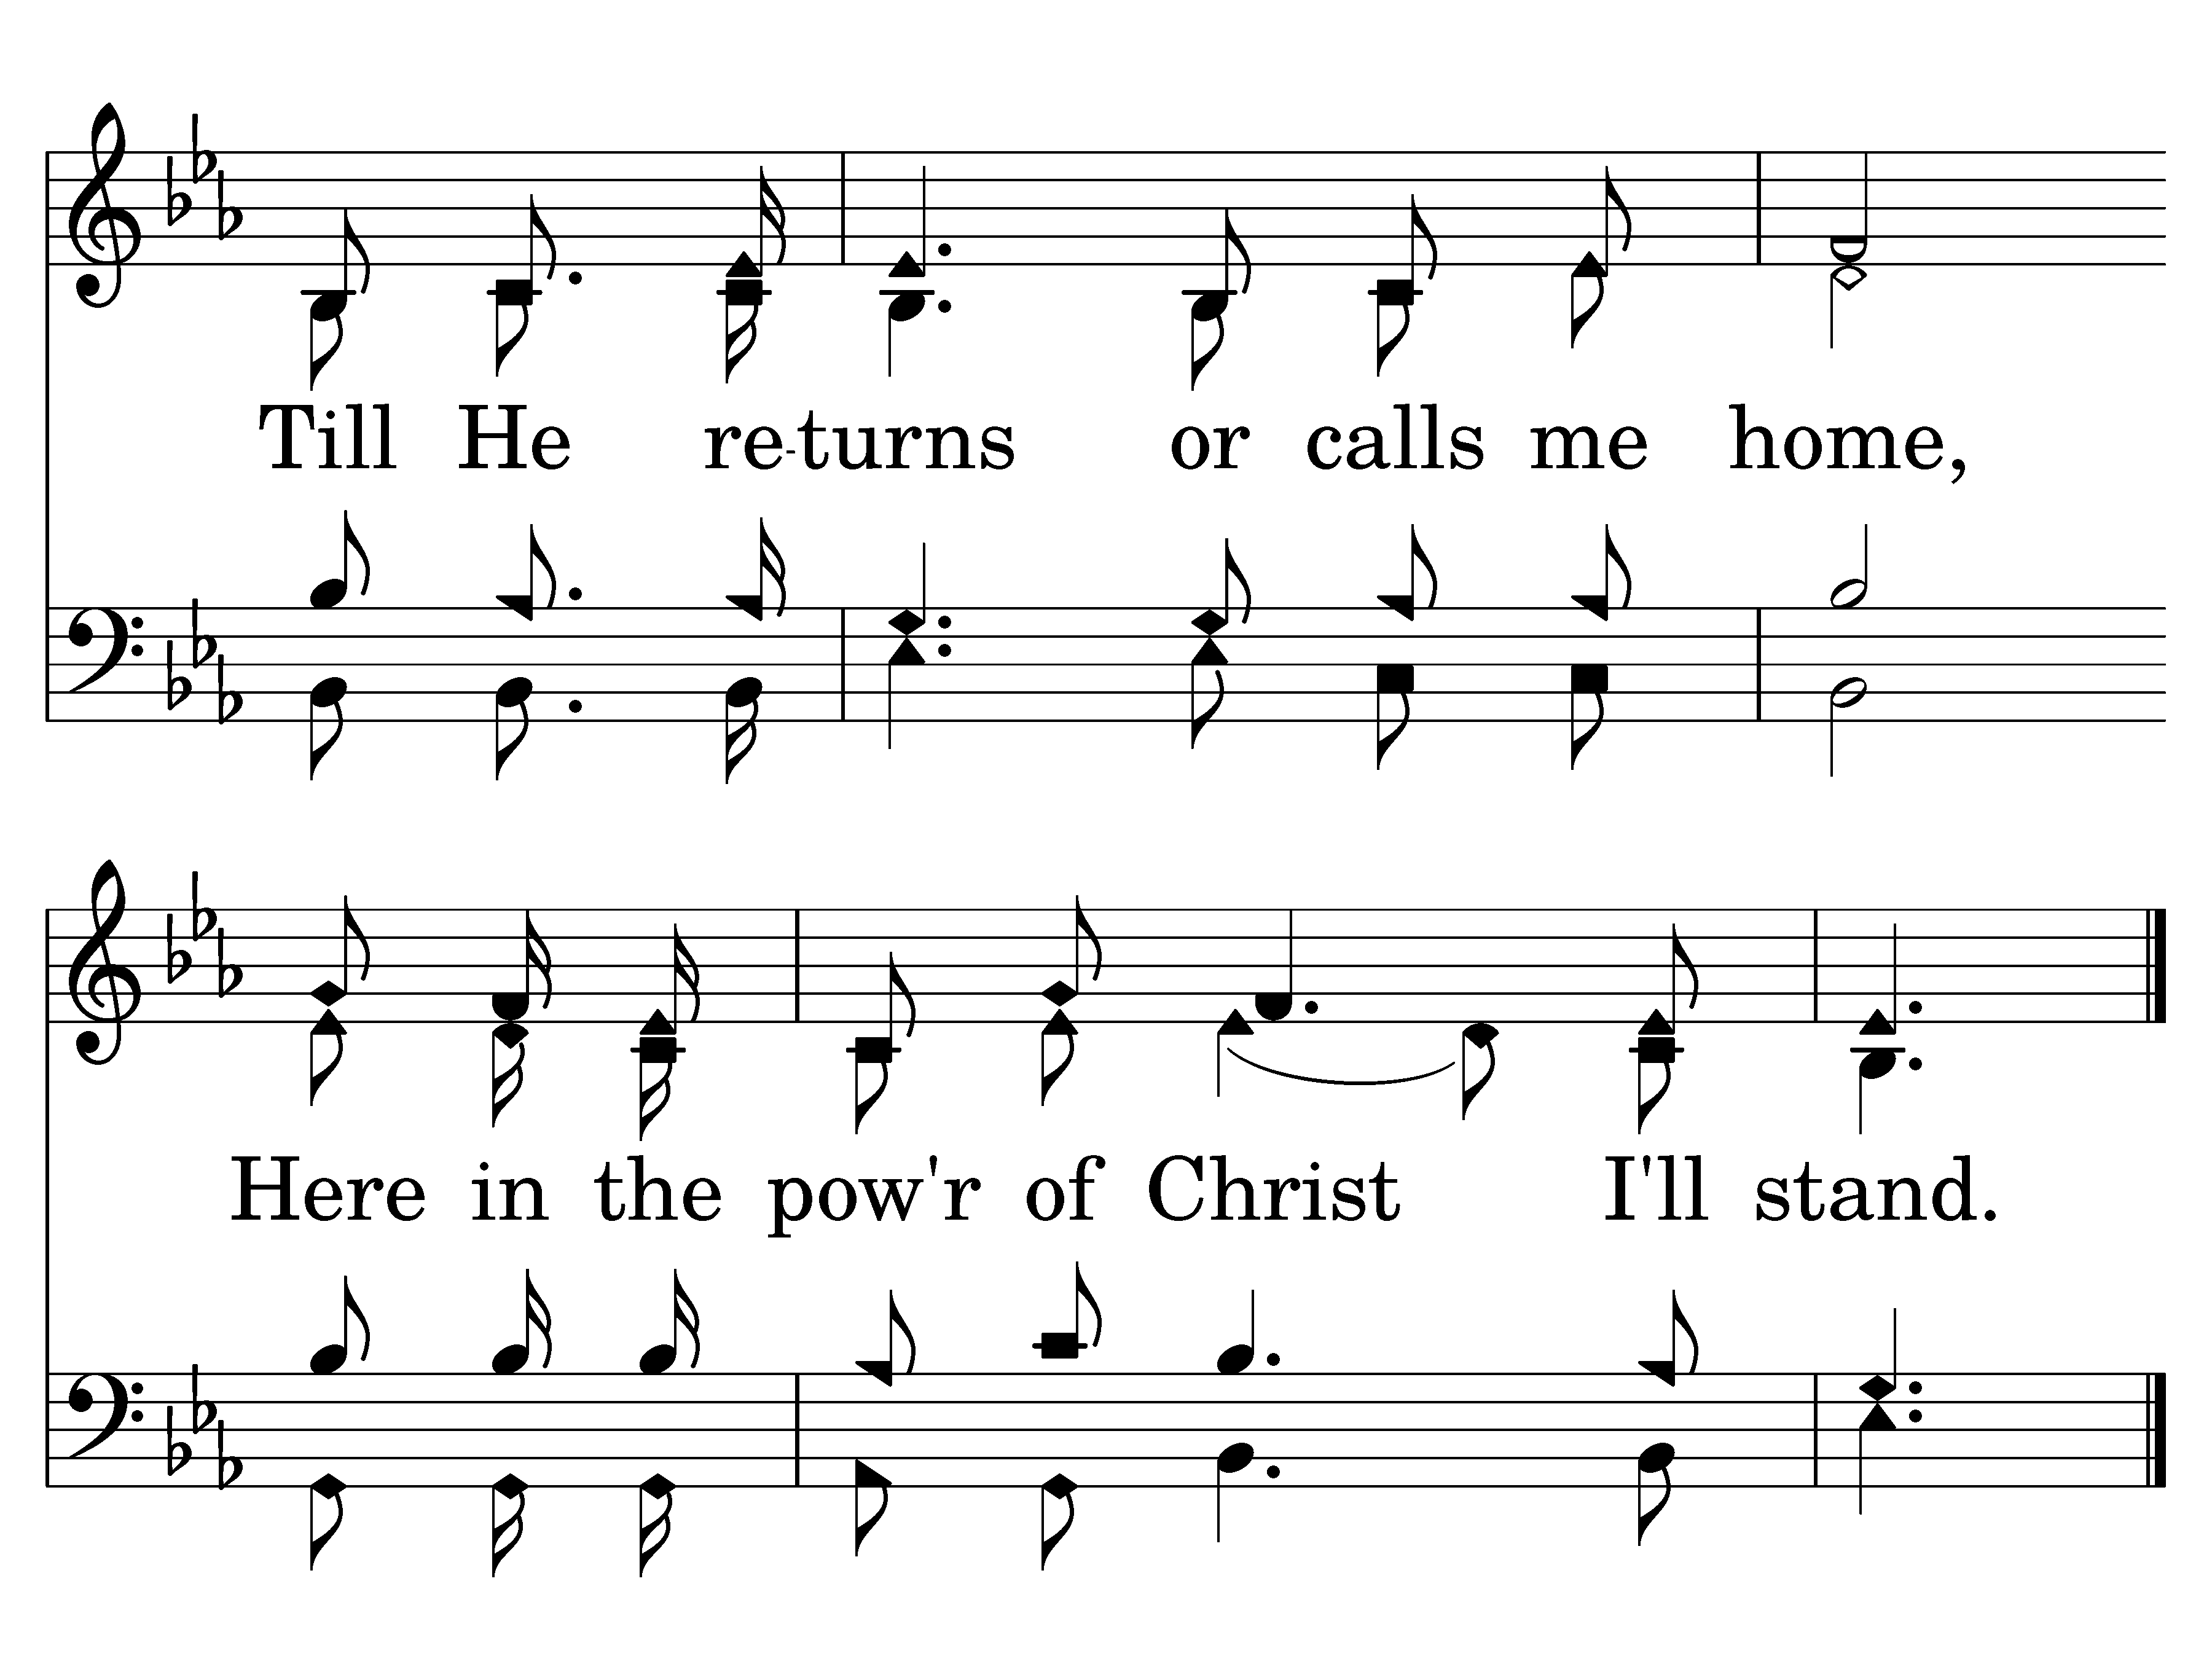 Till He re-turns or calls me home,
Here in the pow'r of Christ I'll stand.